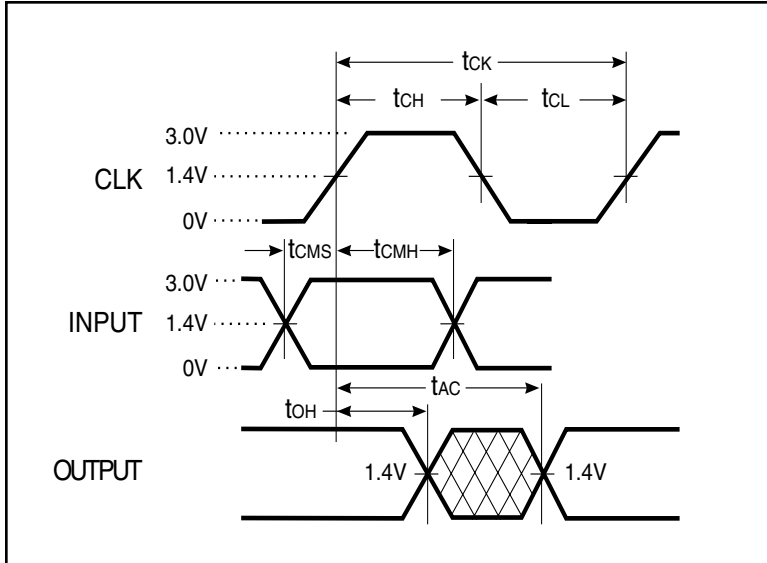 tCK
tCH tCL
3.0V
CLK 1.4V
0V
tCMS tCMH
3.0V
INPUT 1.4V
0V
tAC
tOH
OUTPUT 1.4V 1.4V